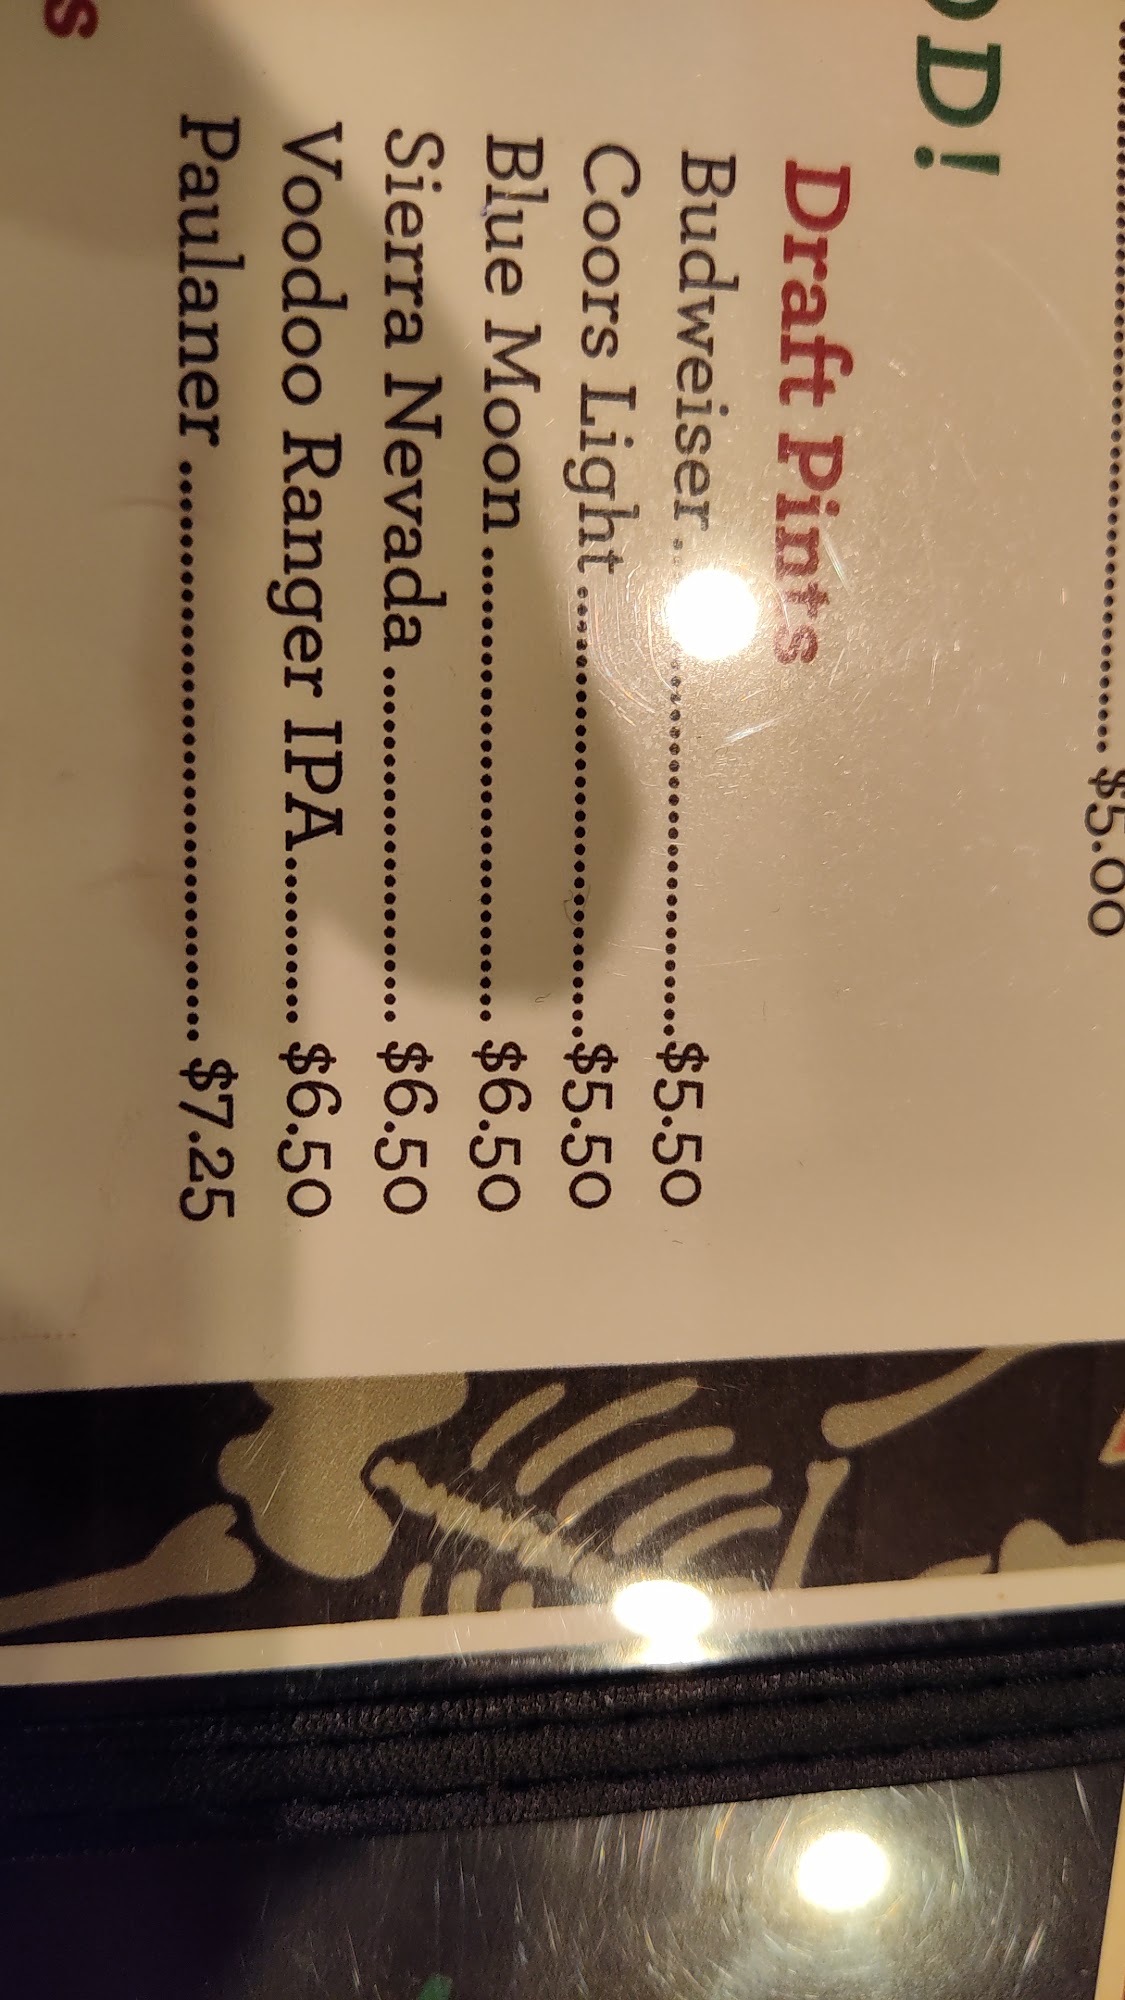 $5.00
D!
Draft Pints
Budweiser $5.50
Coors Light $5.50
Blue Moon $6.50
Sierra Nevada $6.50
Voodoo Ranger IPA $6.50
Paulaner $7.25
s